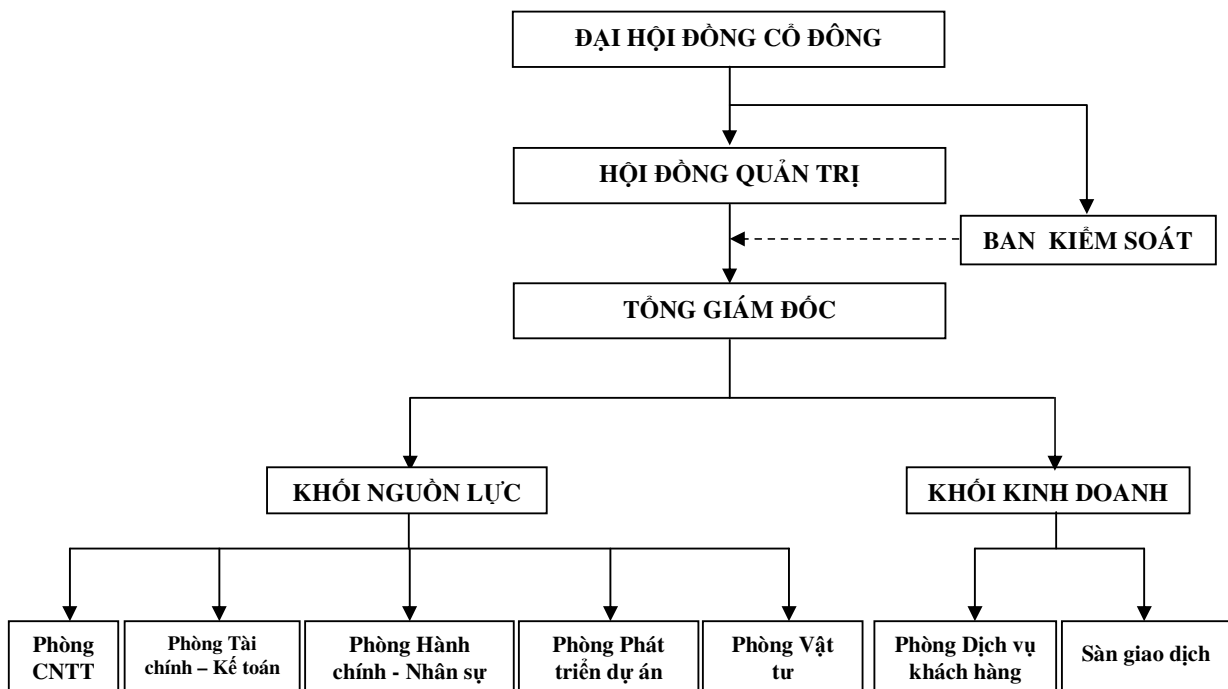 ĐẠI HỘI ĐỒNG CỔ ĐÔNG
HỘI ĐỒNG QUẢN TRỊ
BAN KIỂM SOÁT
TỔNG GIÁM ĐỐC
KHỐI NGUỒN LỰC
KHỐI KINH DOANH
Phòng
CNTT
Phòng Tài
chính – Kế toán
Phòng Hành
chính - Nhân sự
Phòng Phát
triển dự án
Phòng Vật
tư
Phòng Dịch vụ
khách hàng
Sàn giao dịch